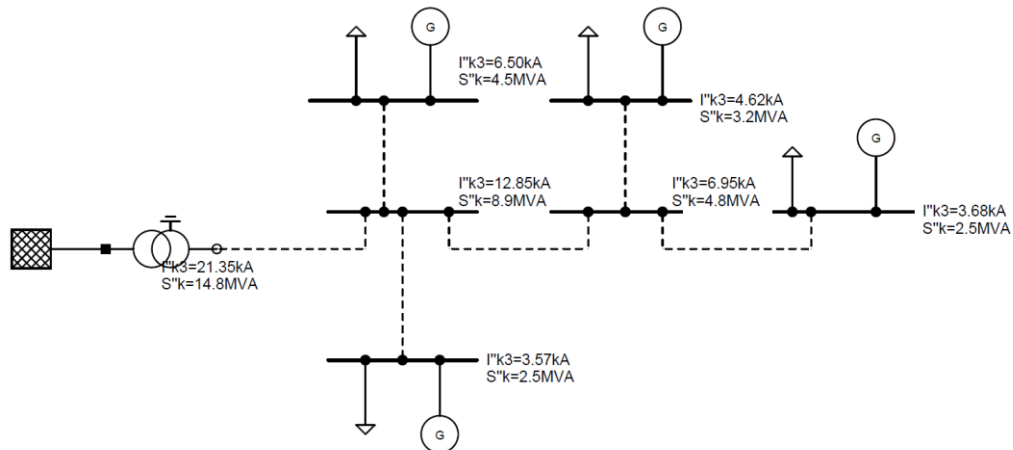 G
G
I"k3=6.50kA
S"k=4.5MVA
I"k3=4.62kA
S"k=3.2MVA
G
I"k3=12.85kA
S"k=8.9MVA
I"k3=6.95kA
S"k=4.8MVA
I"k3=3.68kA
S"k=2.5MVA
I"k3=21.35kA
S"k=14.8MVA
I"k3=3.57kA
S"k=2.5MVA
G